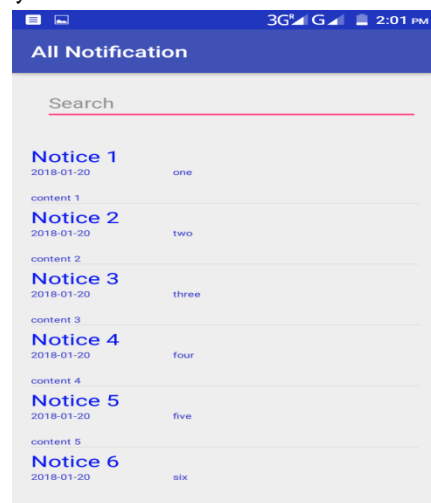 3G R G 2:01 PM
All Notification
Search
Notice 1
2018-01-20 one
content 1
Notice 2
2018-01-20 two
content 2
Notice 3
2018-01-20 three
content 3
Notice 4
2018-01-20 four
content 4
Notice 5
2018-01-20 five
content 5
Notice 6
2018-01-20 six